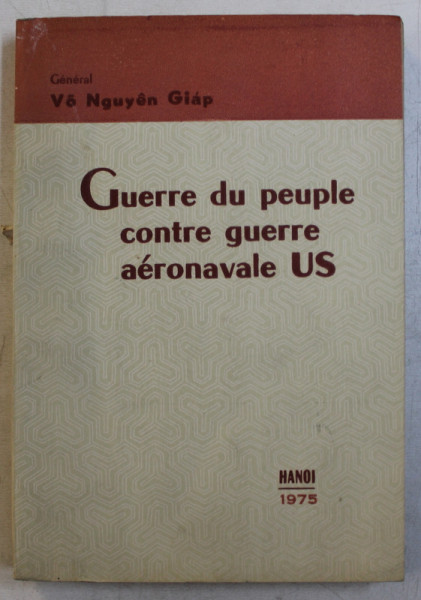 Général
Võ Nguyên Giáp
Guerre du peuple
contre guerre
aéronavale US
HANOI
1975